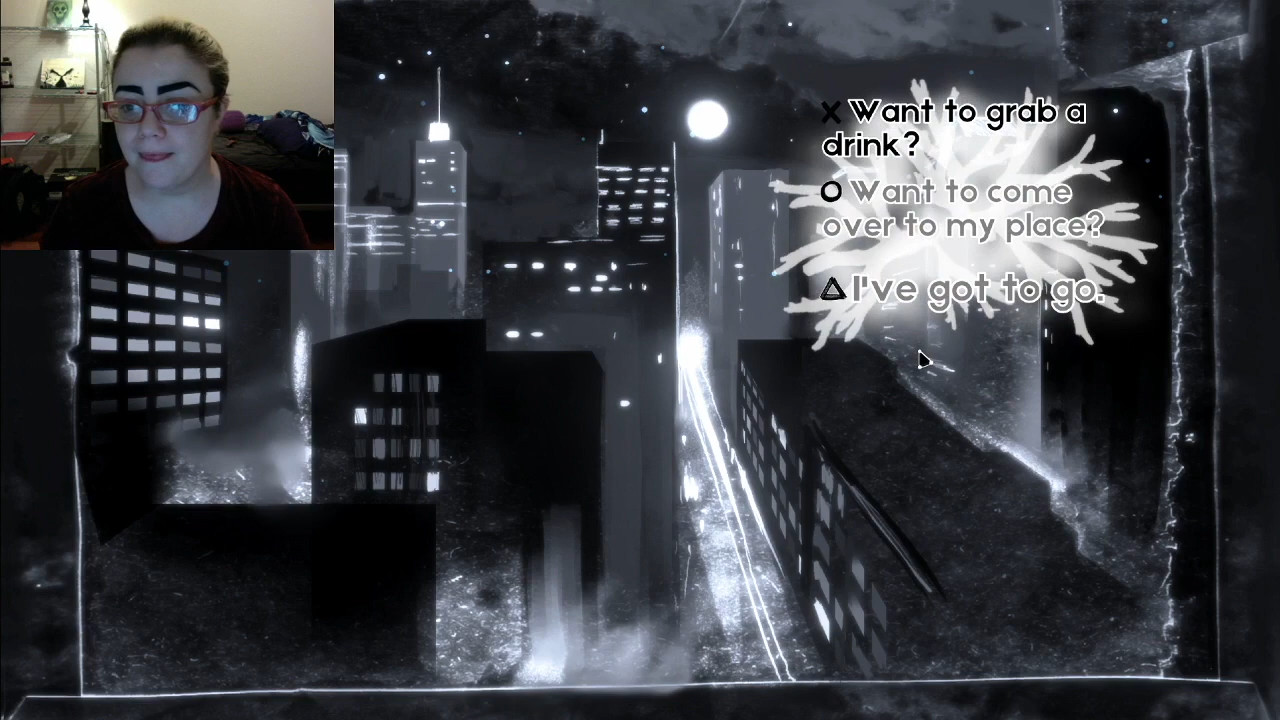 X Want to grab a
drink?
O Want to come
over to my place?
△ I've got to go.